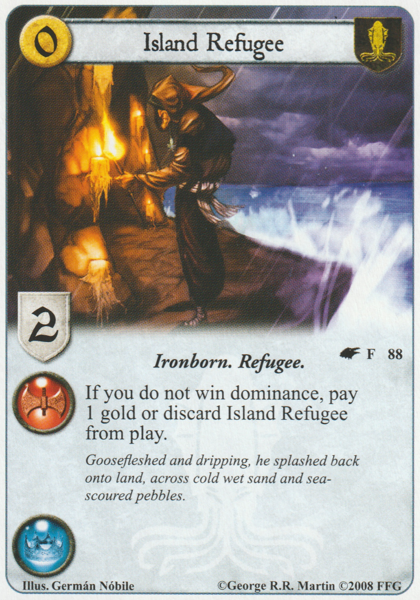 0
Island Refugee
2
Ironborn. Refugee.
F 88
If you do not win dominance, pay
1 gold or discard Island Refugee
from play.
Goosefleshed and dripping, he splashed back
onto land, across cold wet sand and sea-
scoured pebbles.
Illus. Germán Nóbile
©George R.R. Martin ©2008 FFG